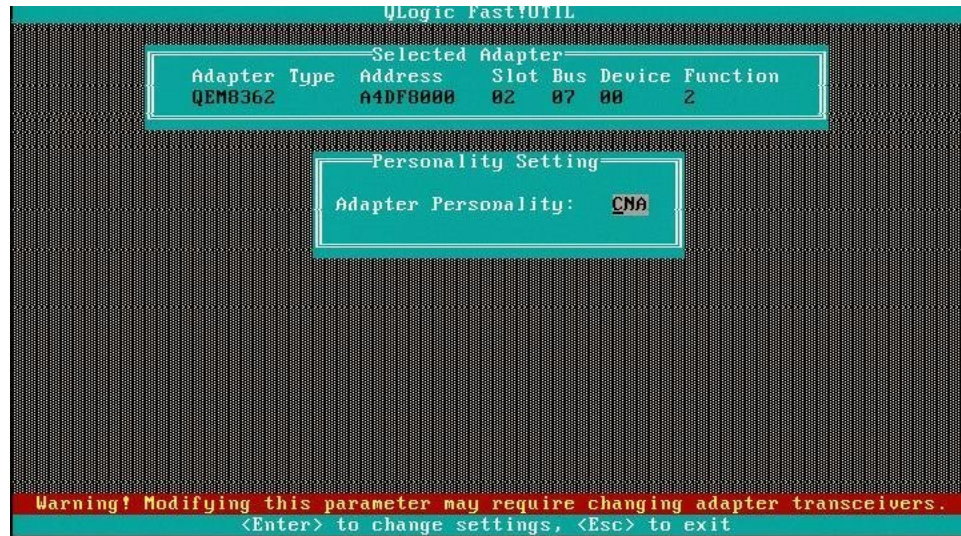 QLogic Fast!UTIL
Selected Adapter
Adapter Type Address Slot Bus Device Function
QEM8362 A4DF8000 02 07 00 2
Personality Setting
Adapter Personality: CNA
Warning! Modifying this parameter may require changing adapter transceivers.
<Enter> to change settings, <Esc> to exit